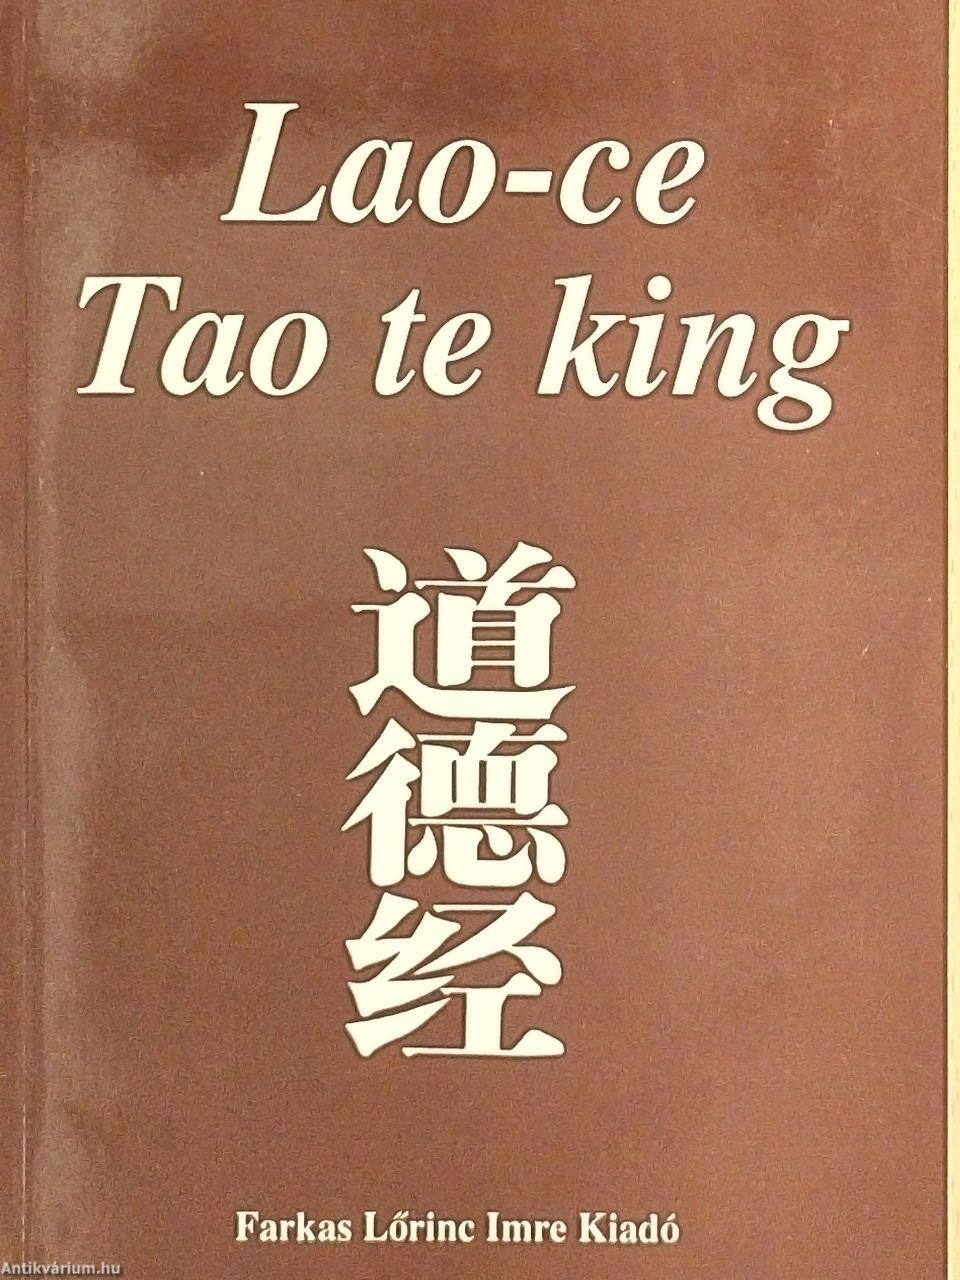 Lao-ce
Tao te king
道
德
经
Farkas Lőrinc Imre Kiadó
Antikvárium.hu